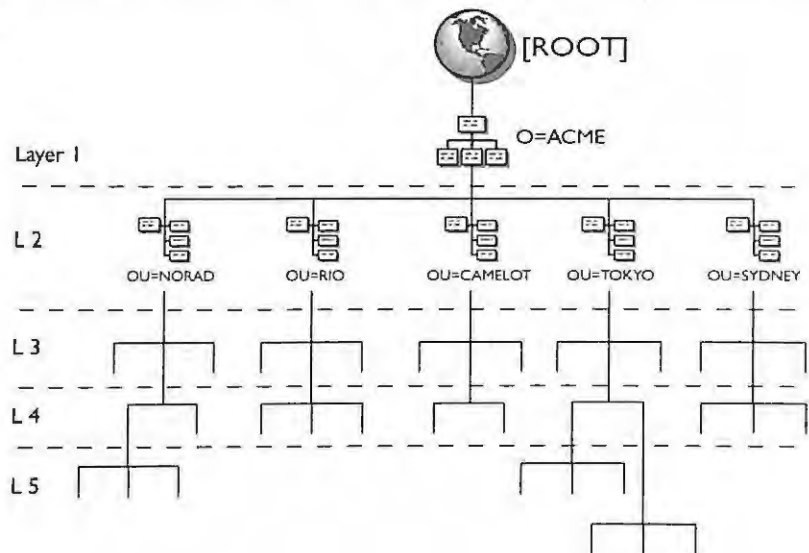 [ROOT]
O=ACME
Layer 1
L 2
OU=NORAD
OU=RIO
OU=CAMELOT
OU=TOKYO
OU=SYDNEY
L 3
L 4
L 5